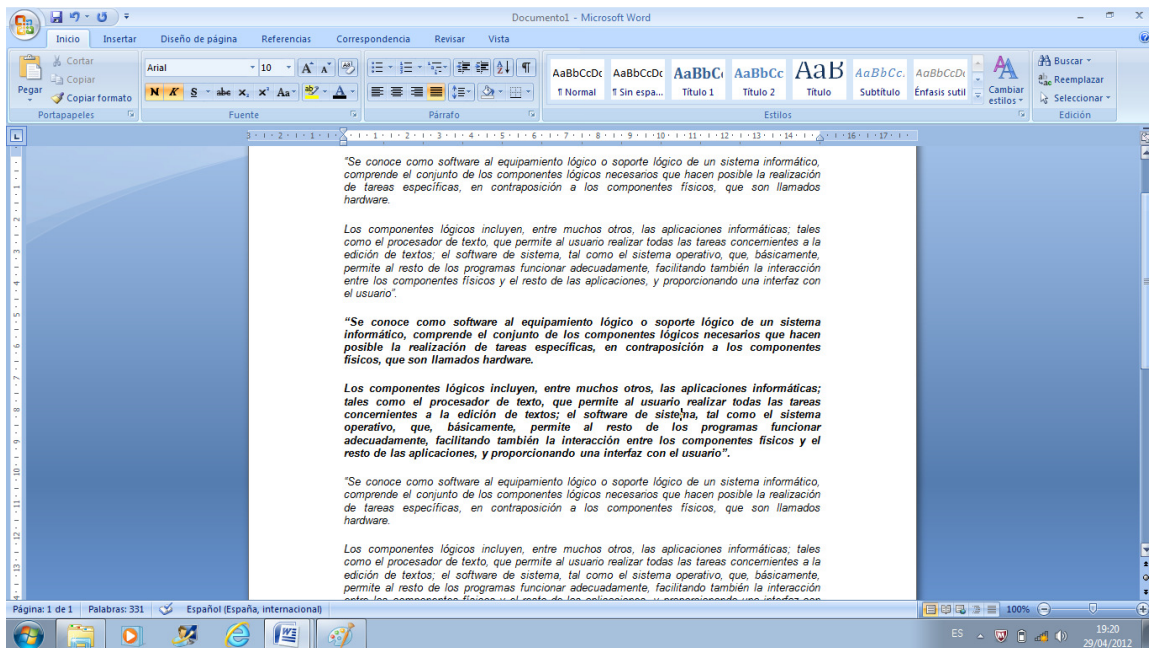 Documento1 - Microsoft Word
Inicio Insertar Diseño de página Referencias Correspondencia Revisar Vista
Cortar
Copiar
Pegar
Copiar formato
Portapapeles
Arial 10
N K S abc x₂ x² Aa
Fuente
Párrafo
AaBbCcDc AaBbCcDc AaBbC AaBbCc AaB AaBbCc. AaBbCcDc
¶ Normal ¶ Sin espa... Título 1 Título 2 Título Subtítulo Énfasis sutil
Cambiar estilos
Estilos
Buscar
Reemplazar
Seleccionar
Edición
"Se conoce como software al equipamiento lógico o soporte lógico de un sistema informático,
comprende el conjunto de los componentes lógicos necesarios que hacen posible la realización
de tareas específicas, en contraposición a los componentes físicos, que son llamados
hardware.
Los componentes lógicos incluyen, entre muchos otros, las aplicaciones informáticas; tales
como el procesador de texto, que permite al usuario realizar todas las tareas concernientes a la
edición de textos; el software de sistema, tal como el sistema operativo, que, básicamente,
permite al resto de los programas funcionar adecuadamente, facilitando también la interacción
entre los componentes físicos y el resto de las aplicaciones, y proporcionando una interfaz con
el usuario".
"Se conoce como software al equipamiento lógico o soporte lógico de un sistema
informático, comprende el conjunto de los componentes lógicos necesarios que hacen
posible la realización de tareas específicas, en contraposición a los componentes
físicos, que son llamados hardware.
Los componentes lógicos incluyen, entre muchos otros, las aplicaciones informáticas;
tales como el procesador de texto, que permite al usuario realizar todas las tareas
concernientes a la edición de textos; el software de sistema, tal como el sistema
operativo, que, básicamente, permite al resto de los programas funcionar
adecuadamente, facilitando también la interacción entre los componentes físicos y el
resto de las aplicaciones, y proporcionando una interfaz con el usuario".
"Se conoce como software al equipamiento lógico o soporte lógico de un sistema informático,
comprende el conjunto de los componentes lógicos necesarios que hacen posible la realización
de tareas específicas, en contraposición a los componentes físicos, que son llamados
hardware.
Los componentes lógicos incluyen, entre muchos otros, las aplicaciones informáticas; tales
como el procesador de texto, que permite al usuario realizar todas las tareas concernientes a la
edición de textos; el software de sistema, tal como el sistema operativo, que, básicamente,
permite al resto de los programas funcionar adecuadamente, facilitando también la interacción
Página: 1 de 1 Palabras: 331 Español (España, internacional) 100%
ES 19:20
29/04/2012